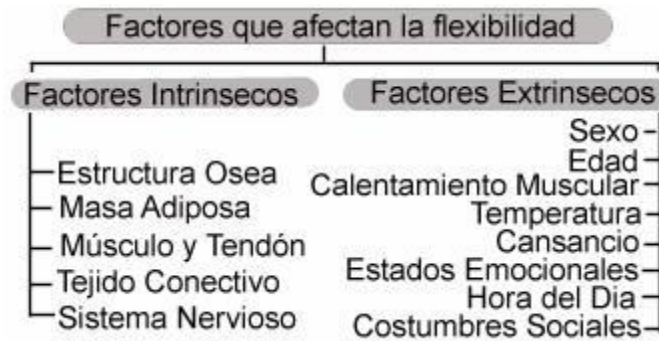 Factores que afectan la flexibilidad
Factores Intrinsecos
Estructura Osea
Masa Adiposa
Músculo y Tendón
Tejido Conectivo
Sistema Nervioso
Factores Extrinsecos
Sexo
Edad
Calentamiento Muscular
Temperatura
Cansancio
Estados Emocionales
Hora del Dia
Costumbres Sociales